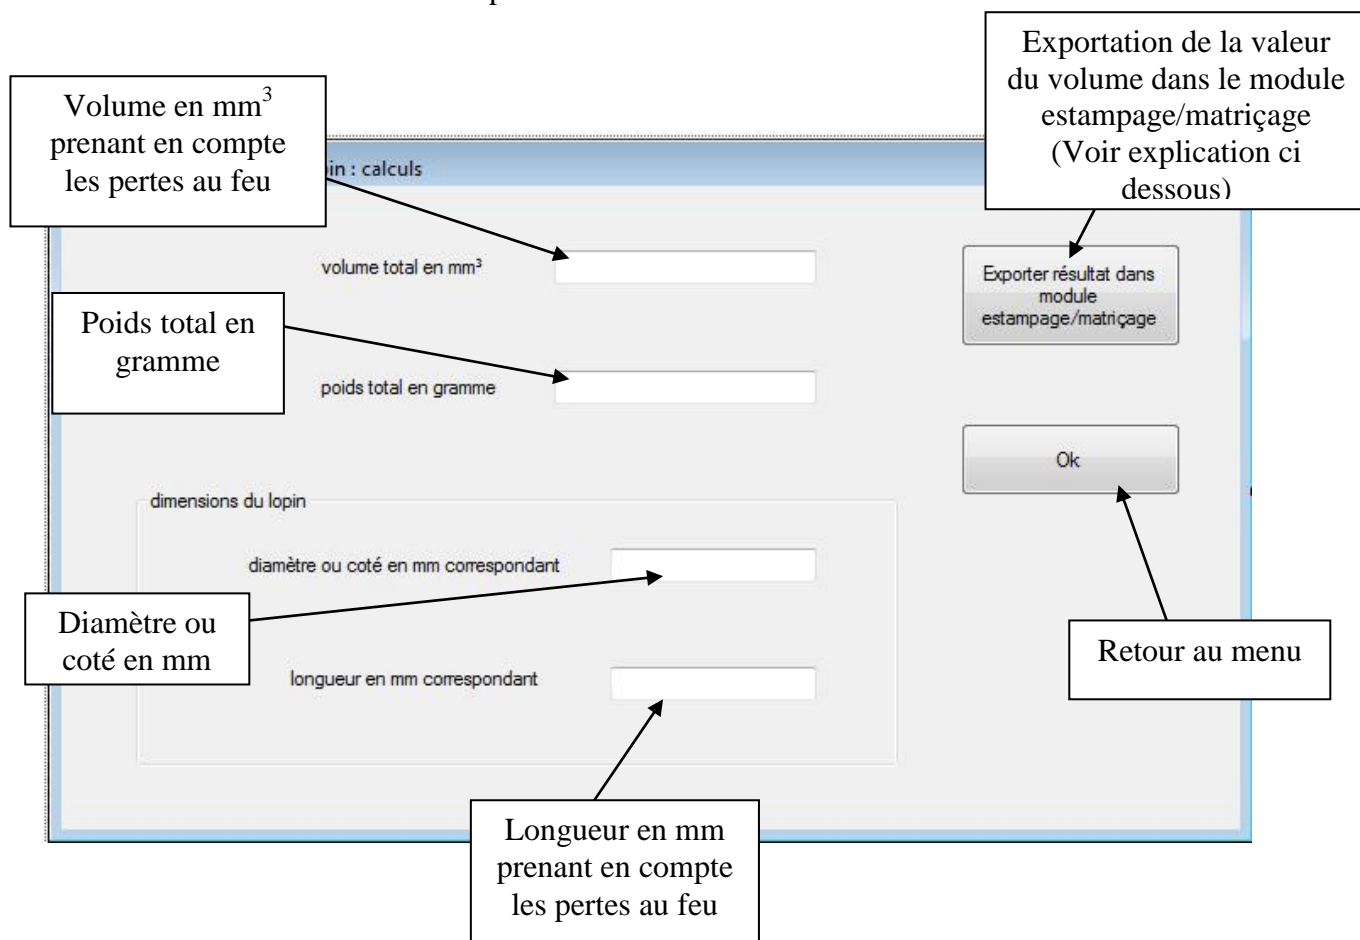 Exportation de la valeur
du volume dans le module
estampage/matriçage
(Voir explication ci
dessous)
Volume en mm³
prenant en compte
les pertes au feu
in : calculs
volume total en mm³
Exporter résultat dans
module
estampage/matriçage
Poids total en
gramme
poids total en gramme
Ok
dimensions du lopin
diamètre ou coté en mm correspondant
Diamètre ou
coté en mm
Retour au menu
longueur en mm correspondant
Longueur en mm
prenant en compte
les pertes au feu